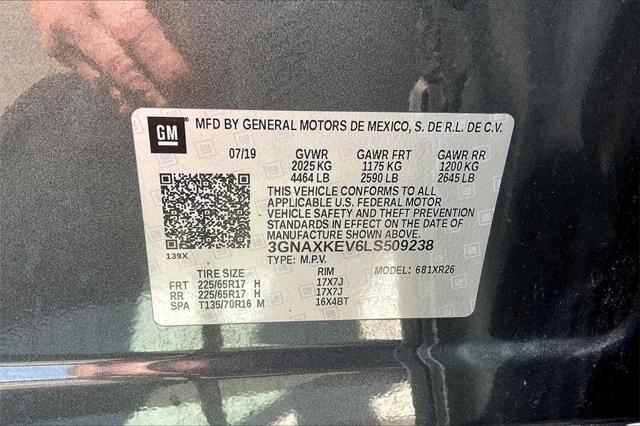 GM MFD BY GENERAL MOTORS DE MEXICO, S. DE R.L. DE C.V.
07/19 GVWR GAWR FRT GAWR RR
2025 KG 1175 KG 1200 KG
4464 LB 2590 LB 2645 LB
THIS VEHICLE CONFORMS TO ALL
APPLICABLE U.S. FEDERAL MOTOR
VEHICLE SAFETY AND THEFT PREVENTION
STANDARDS IN EFFECT ON THE DATE OF
MANUFACTURE SHOWN ABOVE.
3GNAXKEV6LS509238
139X TYPE: M.P.V.
TIRE SIZE RIM MODEL: 681XR26
FRT 225/65R17 H 17X7J
RR 225/65R17 H 17X7J
SPA T135/70R16 M 16X4BT